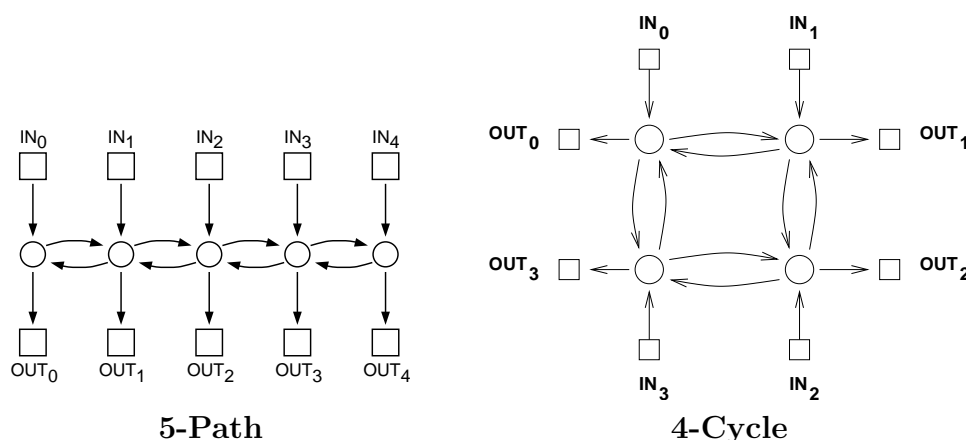 IN0 IN1
OUT0 OUT1
IN0 IN1 IN2 IN3 IN4
OUT3 OUT2
OUT0 OUT1 OUT2 OUT3 OUT4
IN3 IN2
5-Path 4-Cycle